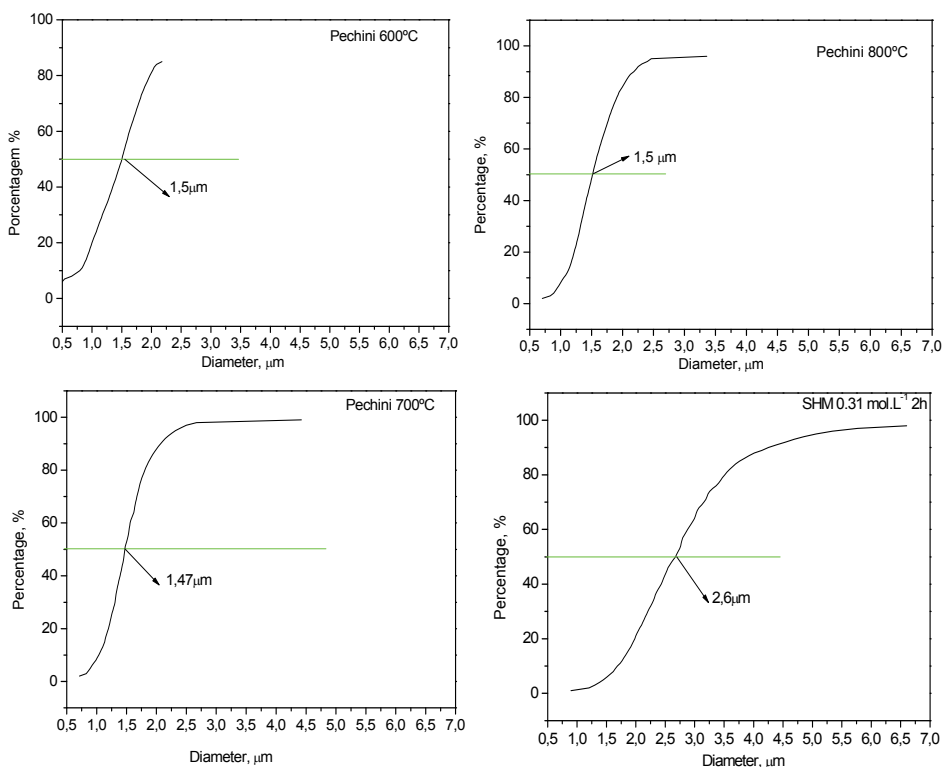 Pechini 600ºC
Porcentagem %
100
80
60
40
20
0
1,5μm
0,5 1,0 1,5 2,0 2,5 3,0 3,5 4,0 4,5 5,0 5,5 6,0 6,5 7,0
Diameter, μm
Pechini 800ºC
Percentage, %
100
80
60
40
20
0
1,5 μm
0,5 1,0 1,5 2,0 2,5 3,0 3,5 4,0 4,5 5,0 5,5 6,0 6,5 7,0
Diameter, μm
Pechini 700ºC
Percentage, %
100
80
60
40
20
0
1,47μm
0,5 1,0 1,5 2,0 2,5 3,0 3,5 4,0 4,5 5,0 5,5 6,0 6,5 7,0
Diameter, μm
SHM 0.31 mol.L⁻¹ 2h
Percentage, %
100
80
60
40
20
0
2,6μm
0,5 1,0 1,5 2,0 2,5 3,0 3,5 4,0 4,5 5,0 5,5 6,0 6,5 7,0
Diameter, μm